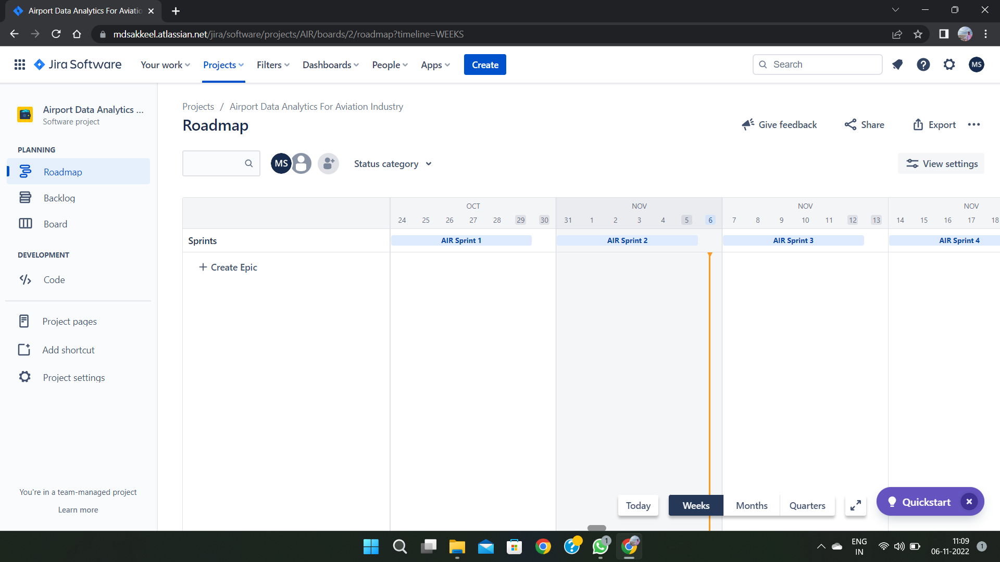 Airport Data Analytics For Aviatio
mdsakkeel.atlassian.net/jira/software/projects/AIR/boards/2/roadmap?timeline=WEEKS
Jira Software
Your work
Projects
Filters
Dashboards
People
Apps
Create
Search
MS
Airport Data Analytics ...
Software project
PLANNING
Roadmap
Backlog
Board
DEVELOPMENT
Code
Project pages
Add shortcut
Project settings
You're in a team-managed project
Learn more
Projects / Airport Data Analytics For Aviation Industry
Roadmap
Give feedback
Share
Export
MS
Status category
View settings
OCT NOV NOV NOV
24 25 26 27 28 29 30 31 1 2 3 4 5 6 7 8 9 10 11 12 13 14 15 16 17 18
Sprints
AIR Sprint 1
AIR Sprint 2
AIR Sprint 3
AIR Sprint 4
+ Create Epic
Today
Weeks
Months
Quarters
Quickstart
1
ENG
IN
11:09
06-11-2022
1